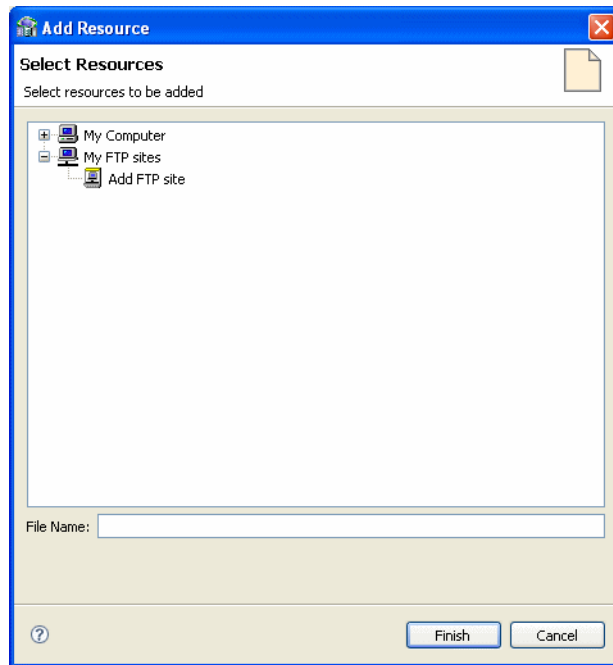 Add Resource
Select Resources
Select resources to be added
My Computer
My FTP sites
Add FTP site
File Name:
?
Finish
Cancel